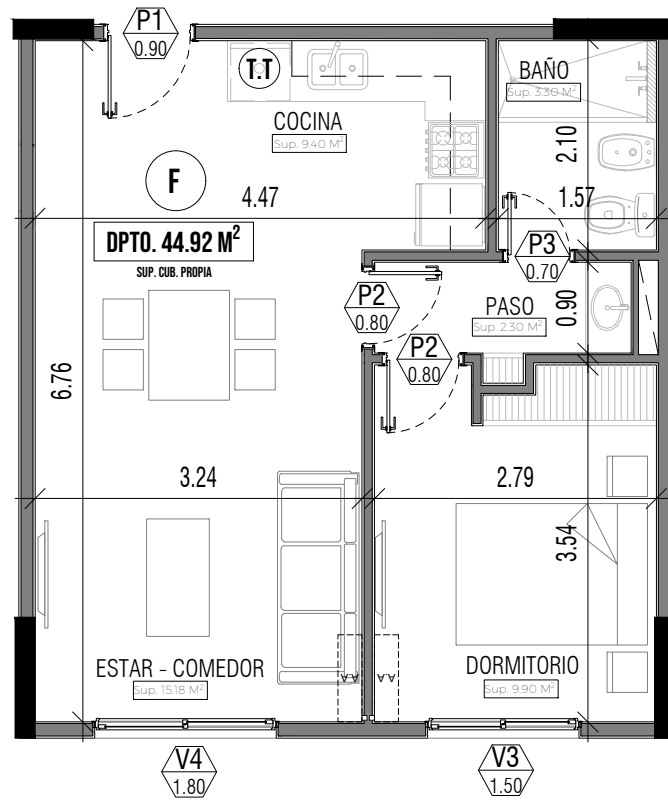 P1
0.90
T.T
BAÑO
Sup. 3.30 M²
COCINA
Sup. 9.40 M²
2.10
F
4.47
1.57
DPTO. 44.92 M²
SUP. CUB. PROPIA
P3
0.70
P2
0.80
PASO
Sup. 2.30 M²
0.90
P2
0.80
6.76
3.24
2.79
3.54
ESTAR - COMEDOR
Sup. 15.18 M²
DORMITORIO
Sup. 9.90 M²
V4
1.80
V3
1.50